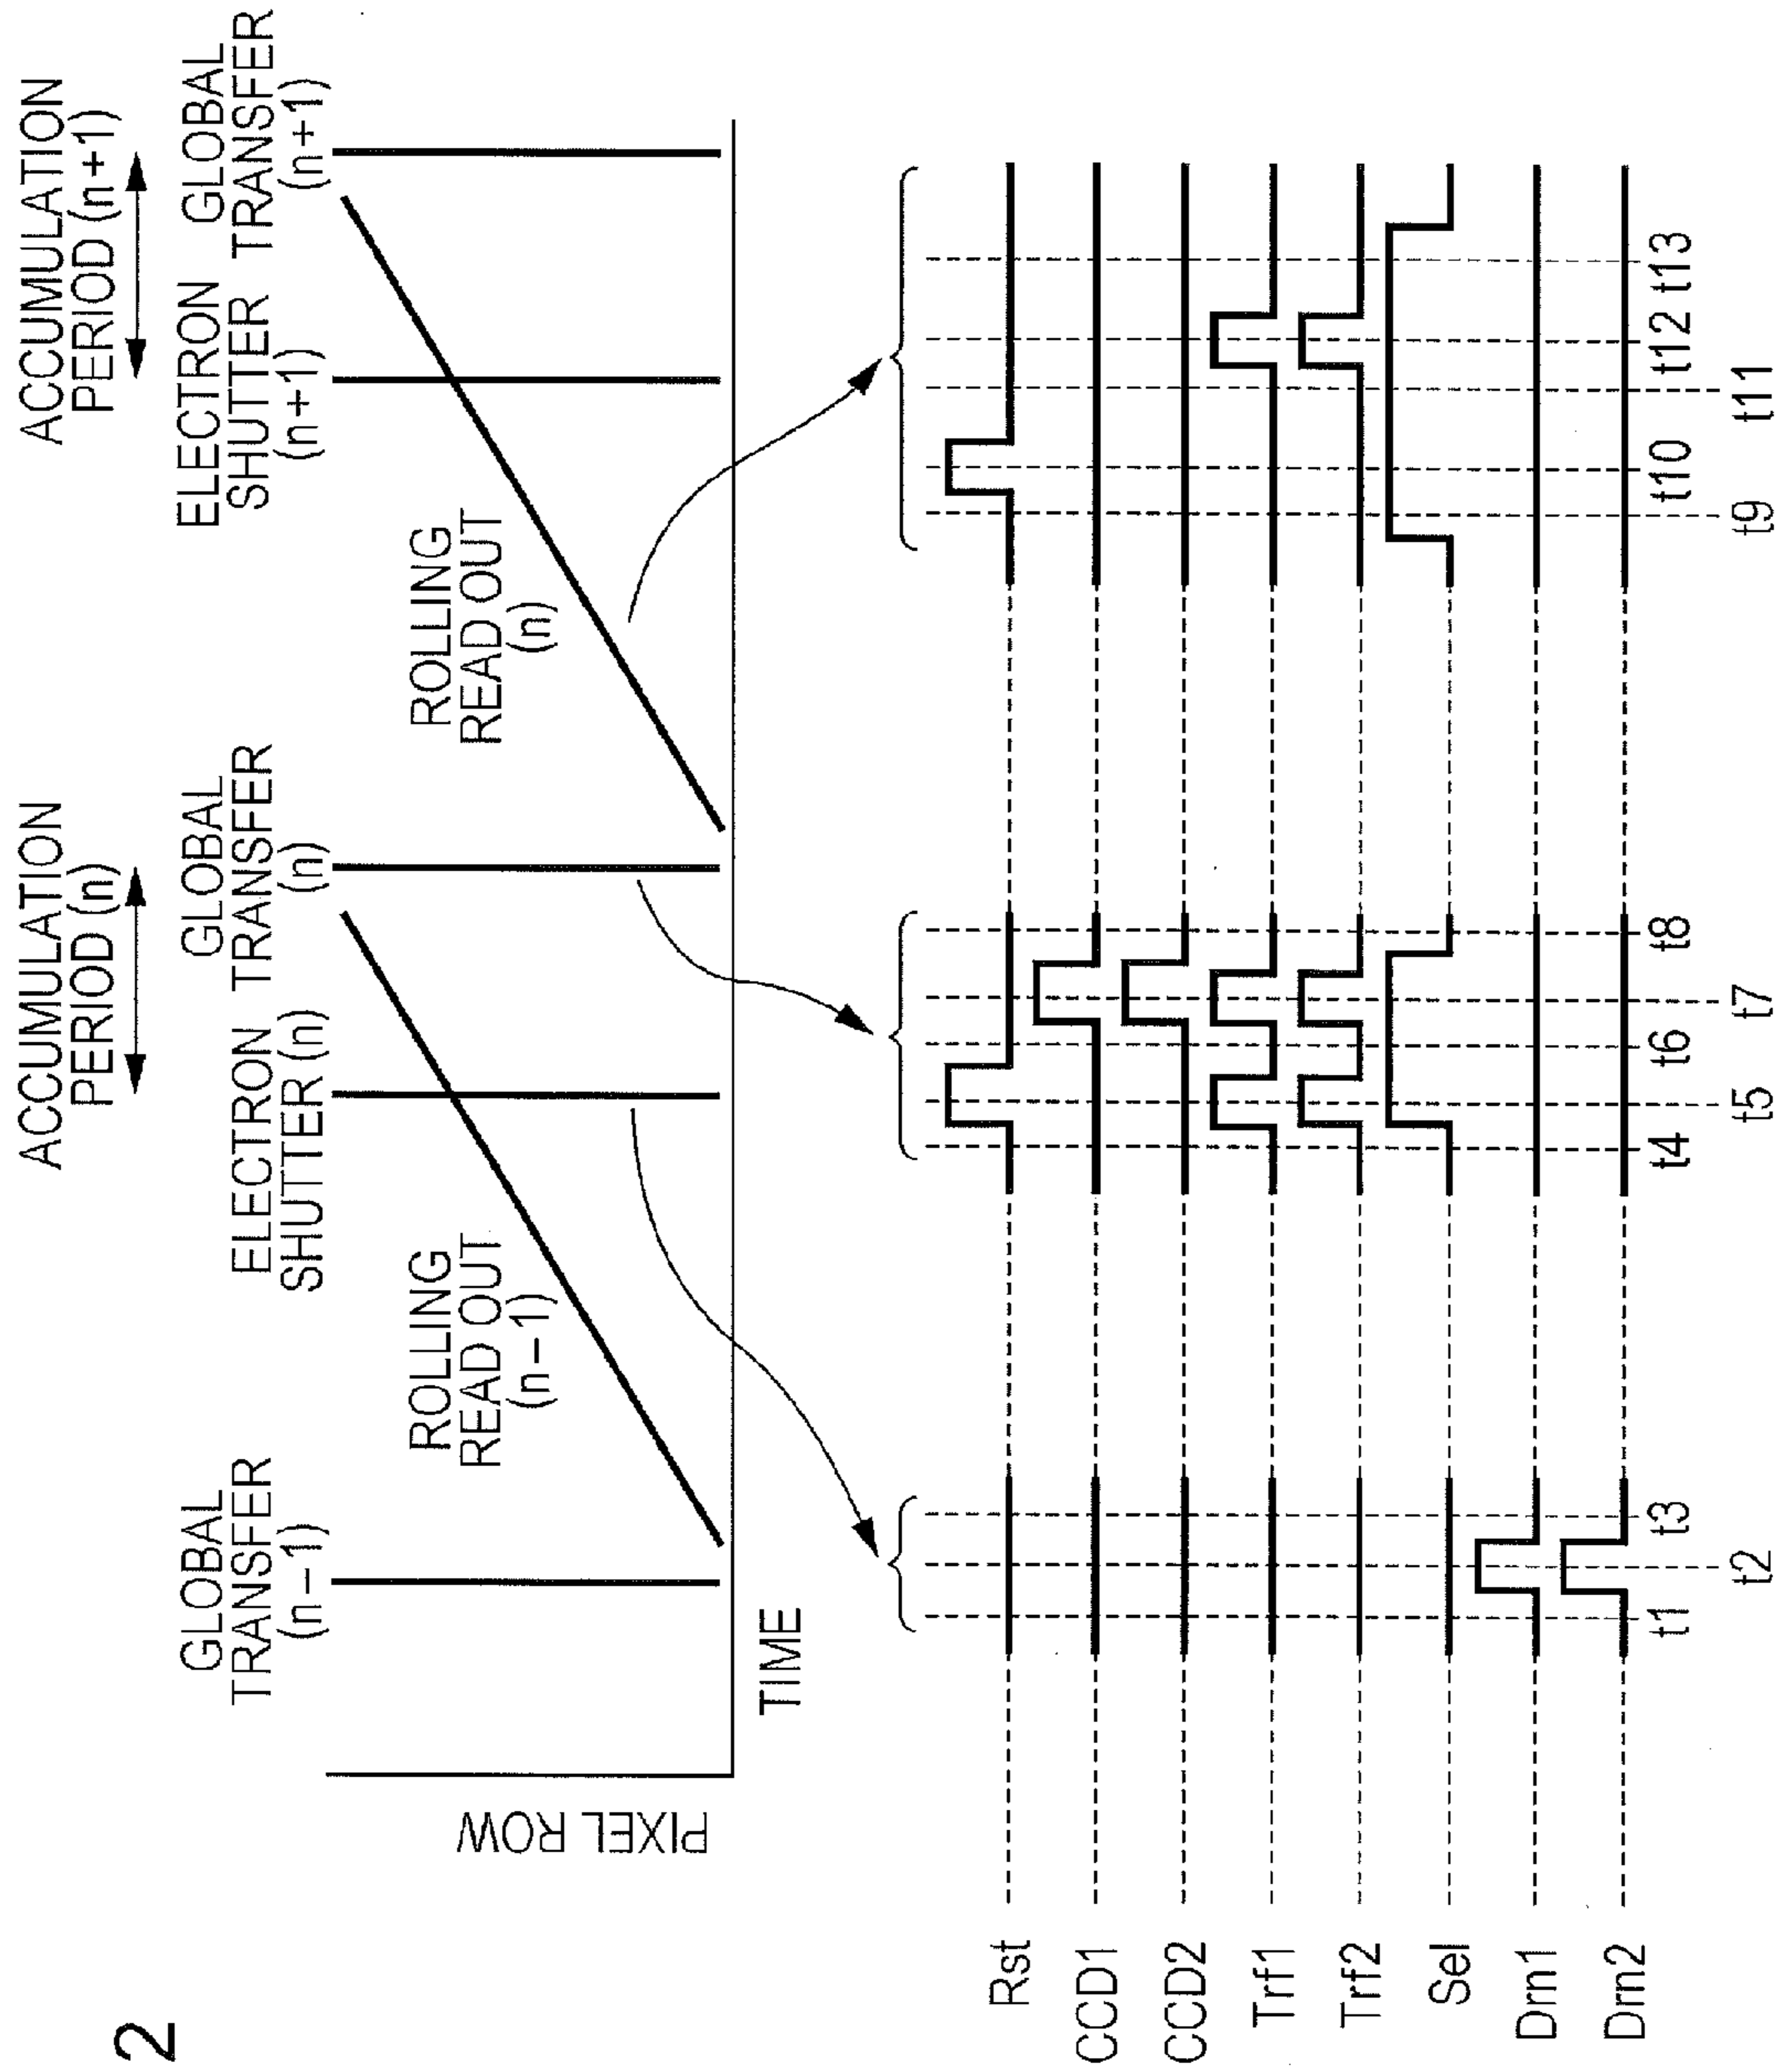 2
ACCUMULATION
PERIOD (n)
ACCUMULATION
PERIOD (n+1)
GLOBAL
TRANSFER
(n−1)
ELECTRON
SHUTTER (n)
GLOBAL
TRANSFER
(n)
ELECTRON
SHUTTER
(n+1)
GLOBAL
TRANSFER
(n+1)
PIXEL ROW
ROLLING
READ OUT
(n−1)
ROLLING
READ OUT
(n)
TIME
Rst
CCD1
CCD2
Trf1
Trf2
Sel
Drn1
Drn2
t1
t2
t3
t4
t5
t6
t7
t8
t9
t10
t11
t12
t13